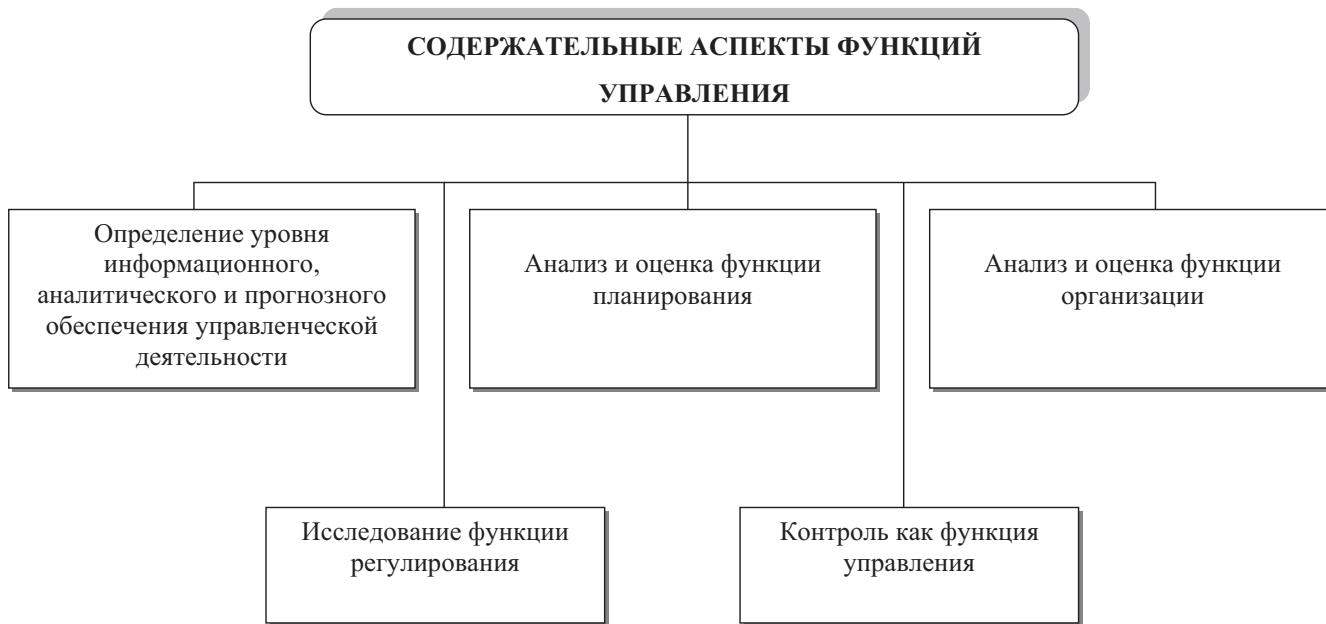 СОДЕРЖАТЕЛЬНЫЕ АСПЕКТЫ ФУНКЦИЙ
УПРАВЛЕНИЯ
Определение уровня
информационного,
аналитического и прогнозного
обеспечения управленческой
деятельности
Анализ и оценка функции
планирования
Анализ и оценка функции
организации
Исследование функции
регулирования
Контроль как функция
управления